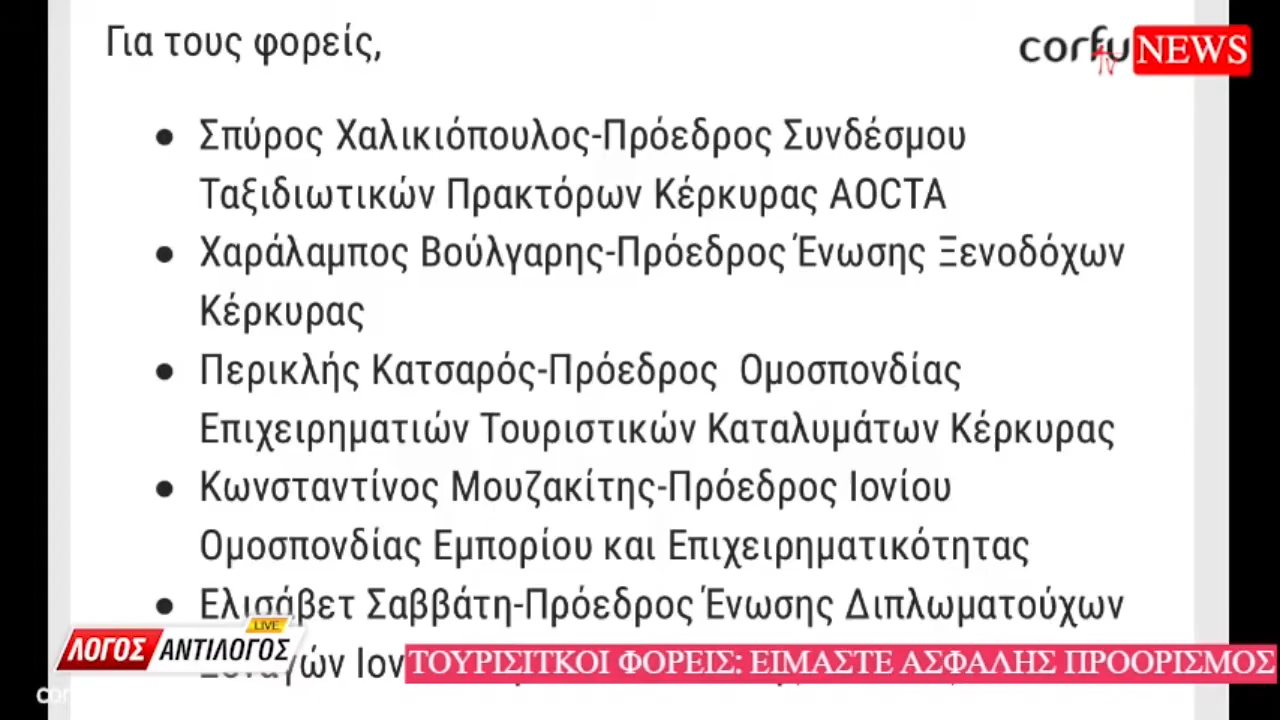 Για τους φορείς,
corfu tv NEWS
● Σπύρος Χαλικιόπουλος-Πρόεδρος Συνδέσμου
Ταξιδιωτικών Πρακτόρων Κέρκυρας AOCTA
● Χαράλαμπος Βούλγαρης-Πρόεδρος Ένωσης Ξενοδόχων
Κέρκυρας
● Περικλής Κατσαρός-Πρόεδρος Ομοσπονδίας
Επιχειρηματιών Τουριστικών Καταλυμάτων Κέρκυρας
● Κωνσταντίνος Μουζακίτης-Πρόεδρος Ιονίου
Ομοσπονδίας Εμπορίου και Επιχειρηματικότητας
● Ελισάβετ Σαββάτη-Πρόεδρος Ένωσης Διπλωματούχων
LIVE
ΛΟΓΟΣ ΑΝΤΙΛΟΓΟΣ
ΤΟΥΡΙΣΙΤΚΟΙ ΦΟΡΕΙΣ: ΕΙΜΑΣΤΕ ΑΣΦΑΛΗΣ ΠΡΟΟΡΙΣΜΟΣ